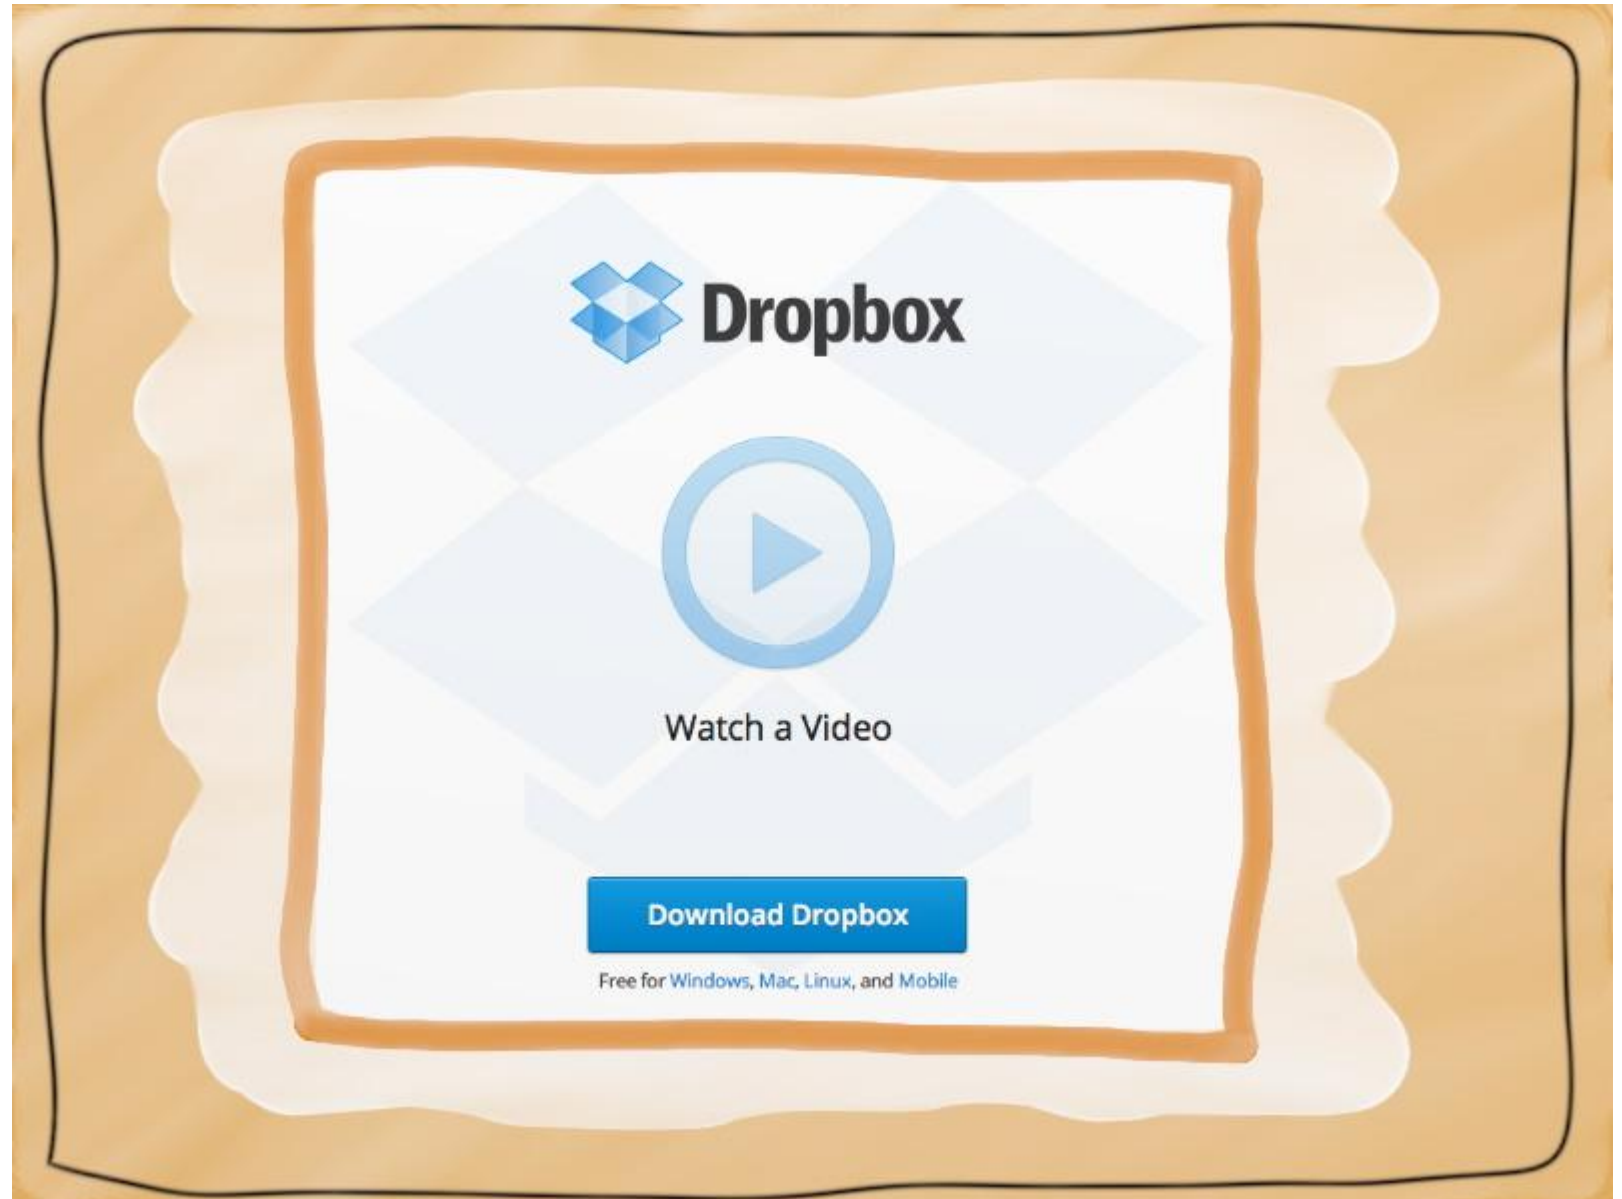 Dropbox
Watch a Video
Download Dropbox
Free for Windows, Mac, Linux, and Mobile